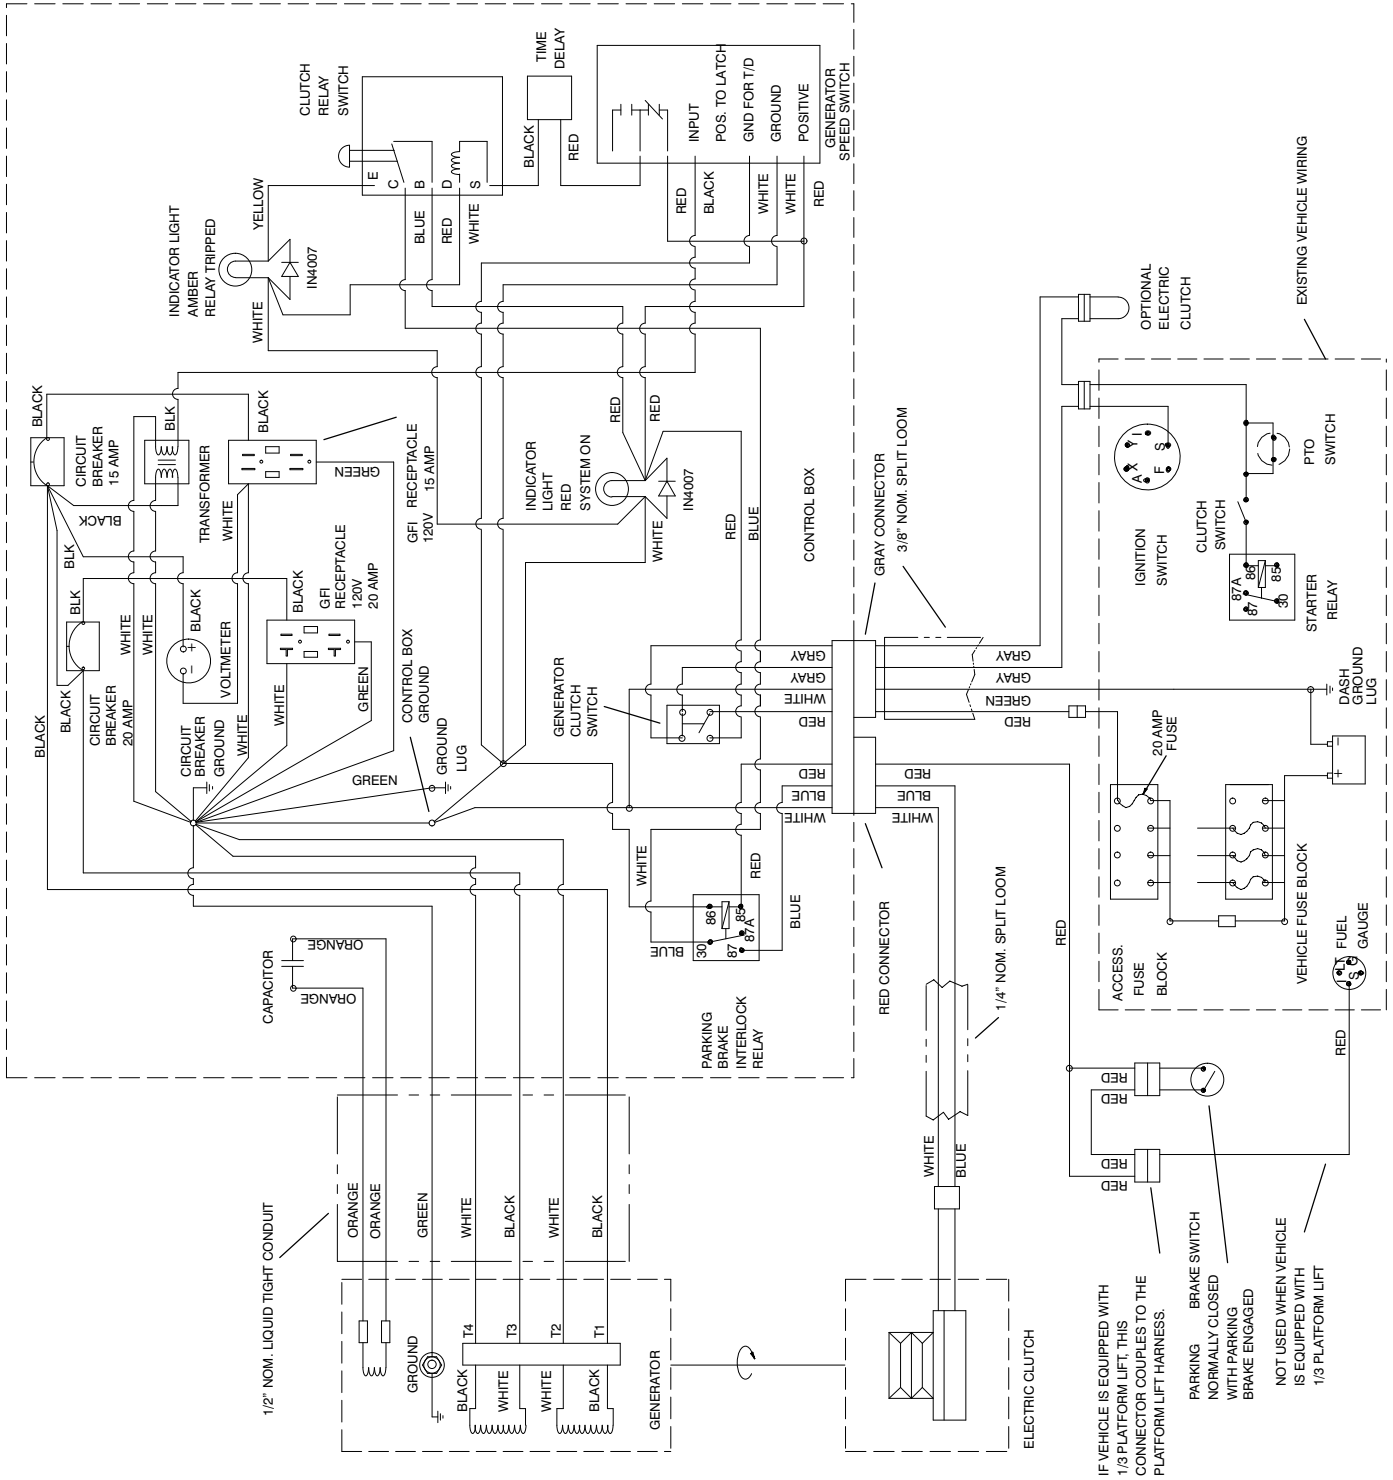 CLUTCH
RELAY
SWITCH
TIME
DELAY
E
C
B
D
S
BLACK
RED
INPUT
POS. TO LATCH
GND FOR T/D
GROUND
POSITIVE
GENERATOR
SPEED SWITCH
YELLOW
BLUE
RED
WHITE
RED
BLACK
WHITE
WHITE
RED
INDICATOR LIGHT
AMBER
RELAY TRIPPED
IN4007
WHITE
BLACK
CIRCUIT
BREAKER
15 AMP
BLK
TRANSFORMER
BLACK
GREEN
GFI RECEPTACLE
120V 15 AMP
BLACK
WHITE
BLK
BLK
BLACK
CIRCUIT
BREAKER
20 AMP
BLACK
WHITE
WHITE
BLACK
+
-
VOLTMETER
BLACK
GFI
RECEPTACLE
120V
20 AMP
WHITE
GREEN
CIRCUIT
BREAKER
GROUND
WHITE
GREEN
CONTROL BOX
GROUND
GROUND
LUG
INDICATOR
LIGHT
RED
SYSTEM ON
RED
RED
IN4007
WHITE
RED
BLUE
CONTROL BOX
GENERATOR
CLUTCH
SWITCH
GRAY
GRAY
WHITE
RED
RED
BLUE
WHITE
GRAY CONNECTOR
3/8" NOM. SPLIT LOOM
GRAY
GRAY
GREEN
RED
RED
BLUE
WHITE
RED CONNECTOR
1/4" NOM. SPLIT LOOM
WHITE
RED
BLUE
BLUE
86
85
30
87A
87
PARKING
BRAKE
INTERLOCK
RELAY
CAPACITOR
ORANGE
ORANGE
1/2" NOM. LIQUID TIGHT CONDUIT
ORANGE
ORANGE
GREEN
WHITE
BLACK
WHITE
BLACK
GROUND
T4
T3
T2
T1
BLACK
WHITE
WHITE
BLACK
GENERATOR
ELECTRIC CLUTCH
WHITE
BLUE
OPTIONAL
ELECTRIC
CLUTCH
EXISTING VEHICLE WIRING
A
X
Y
I
F
S
IGNITION
SWITCH
PTO
SWITCH
CLUTCH
SWITCH
87A
87
86
85
30
STARTER
RELAY
DASH
GROUND
LUG
20 AMP
FUSE
+
-
ACCESS.
FUSE
BLOCK
VEHICLE FUSE BLOCK
I
LT
S
G
FUEL
GAUGE
RED
RED
RED
RED
RED
RED
IF VEHICLE IS EQUIPPED WITH
1/3 PLATFORM LIFT, THIS
CONNECTOR COUPLES TO THE
PLATFORM LIFT HARNESS.
PARKING BRAKE SWITCH
NORMALLY CLOSED
WITH PARKING
BRAKE ENGAGED
NOT USED WHEN VEHICLE
IS EQUIPPED WITH
1/3 PLATFORM LIFT